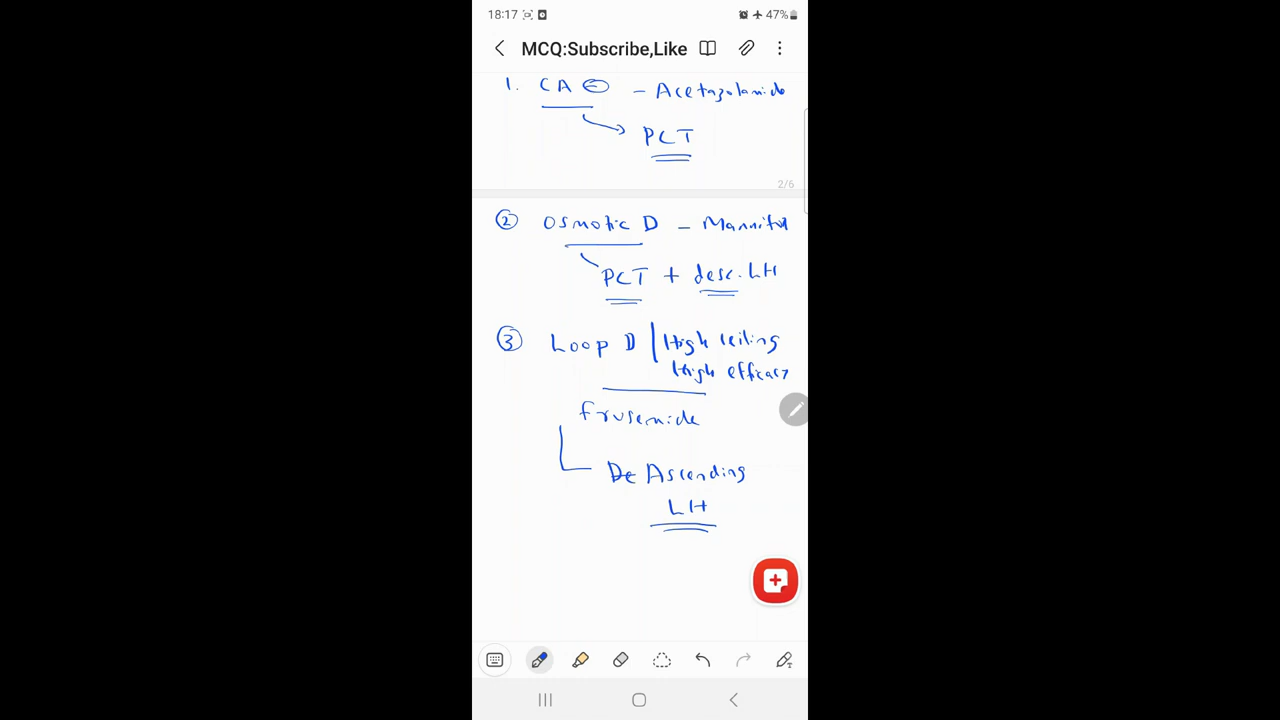 18:17 47%
MCQ:Subscribe,Like
1. CA ⊖ - Acetazolamide
PCT
2/6
② Osmotic D - Mannitol
PCT + desc. LH
③ Loop D | High ceiling
High efficacy
frusemide
De Ascending
LH